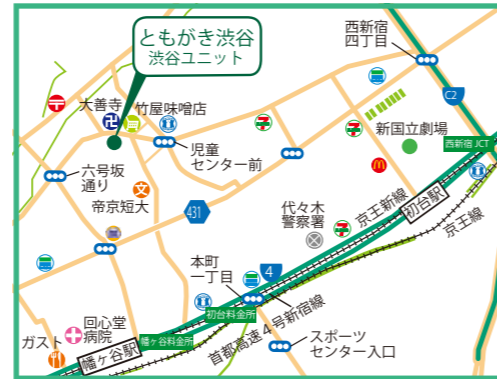 ともがき渋谷
渋谷ユニット
西新宿
四丁目
C2
大善寺
竹屋味噌店
卍
児童
センター前
新国立劇場
西新宿JCT
六号坂
通り
文
帝京短大
431
代々木
警察署
京王新線
初台駅
京王線
本町
一丁目
4
初台料金所
首都高速4号新宿線
回心堂
病院
ガスト
幡ヶ谷駅
幡ヶ谷料金所
スポーツ
センター入口